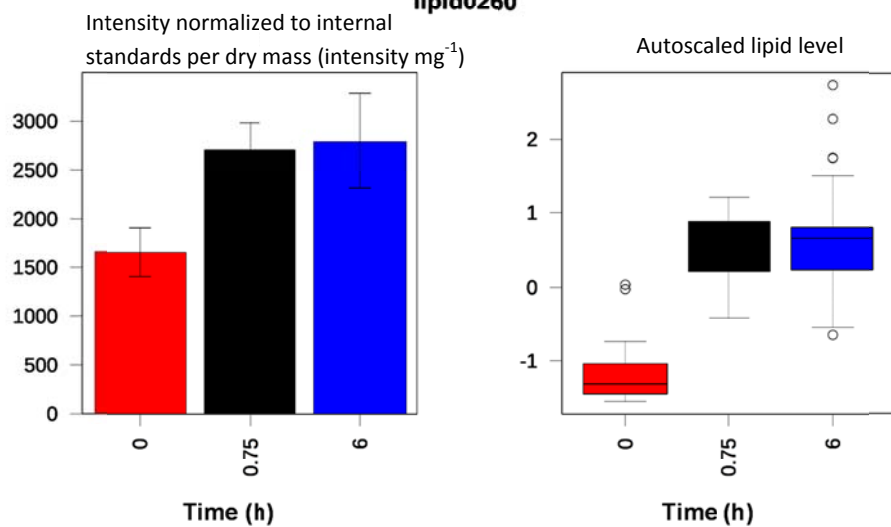 lipid0260
Intensity normalized to internal
standards per dry mass (intensity mg-1)
Autoscaled lipid level
3000
2500
2000
1500
1000
500
0
0
0.75
6
Time (h)
2
1
0
-1
0
0.75
6
Time (h)